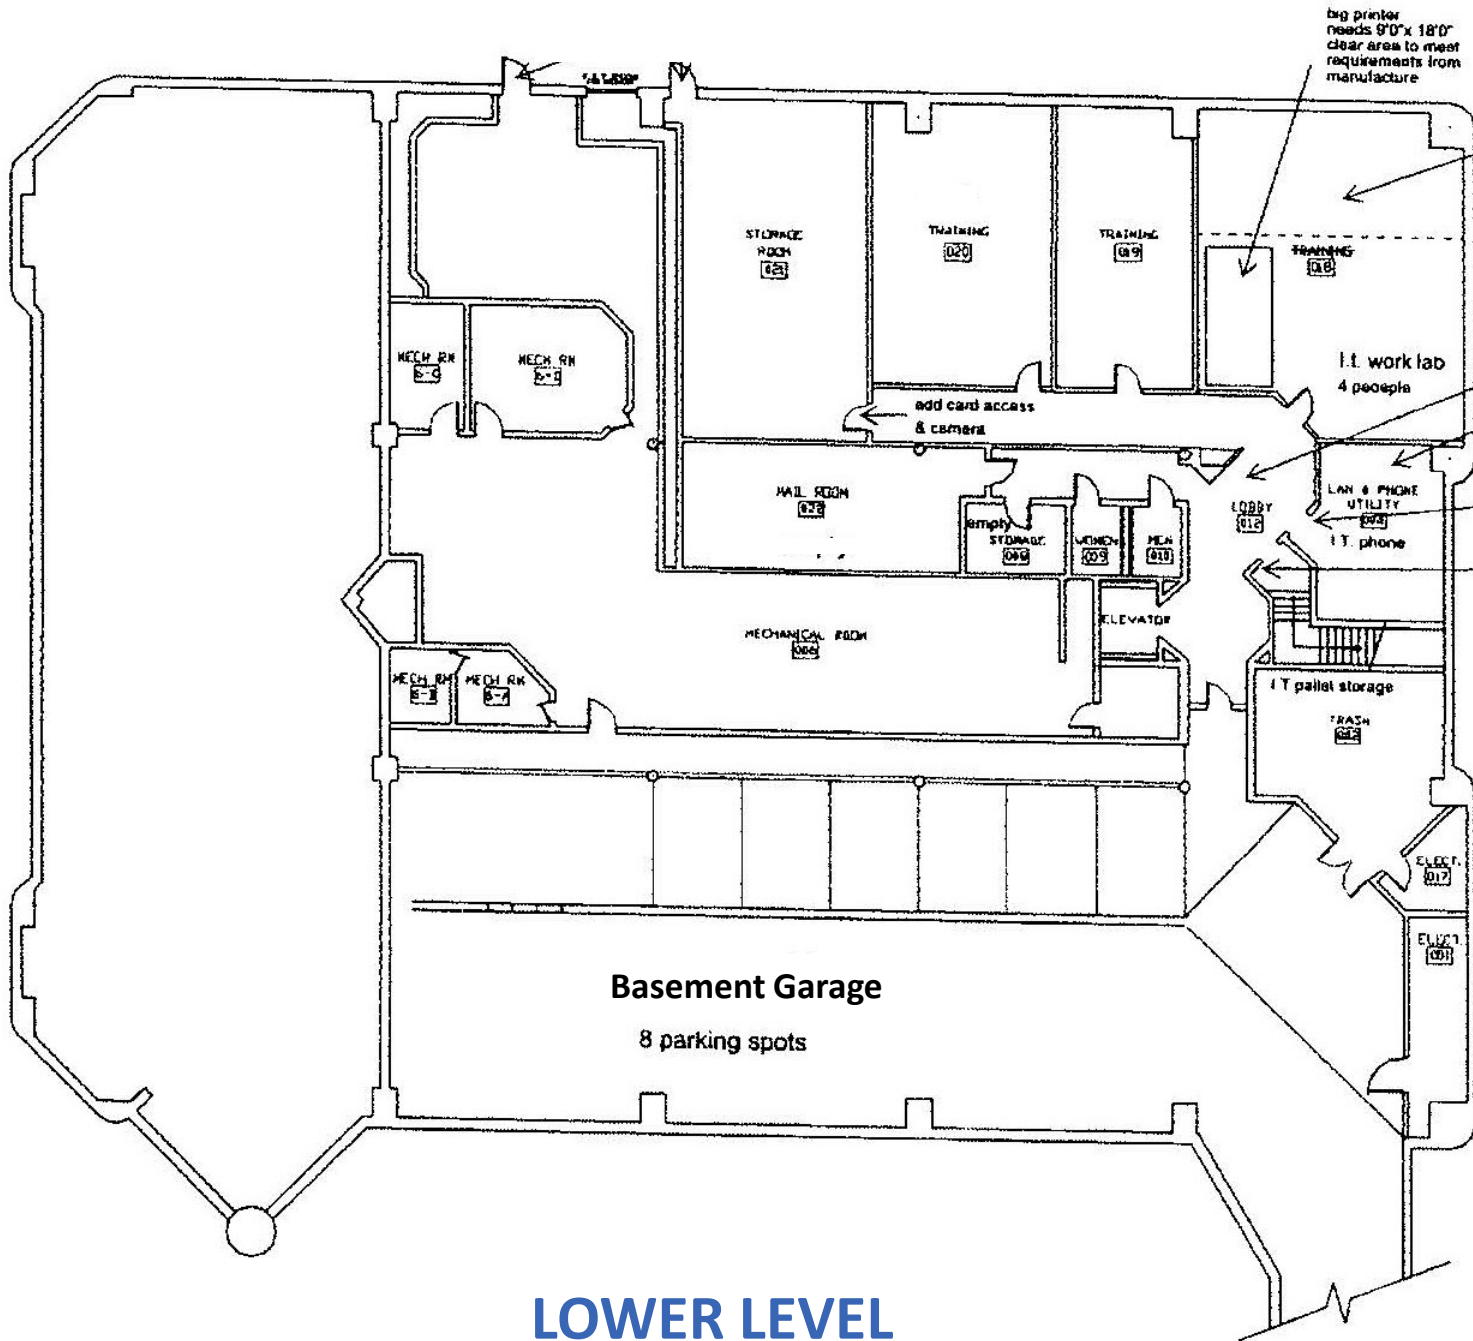 big printer
needs 9'0"x 18'0"
clear area to meet
requirements from
manufacture
STORAGE
ROOM
021
TRAINING
020
TRAINING
019
TRAINING
018
MECH RM
MECH RM
I.t. work lab
4 peoeple
add card access
& camera
MAIL ROOM
022
empty
STORAGE
008
WOMEN
009
MEN
010
LOBBY
012
LAN & PHONE
UTILITY
I.T. phone
ELEVATOR
MECHANICAL ROOM
006
MECH RM
MECH RM
B-A
I T pallet storage
TRASH
ELECT.
017
ELECT.
001
Basement Garage
8 parking spots
LOWER LEVEL